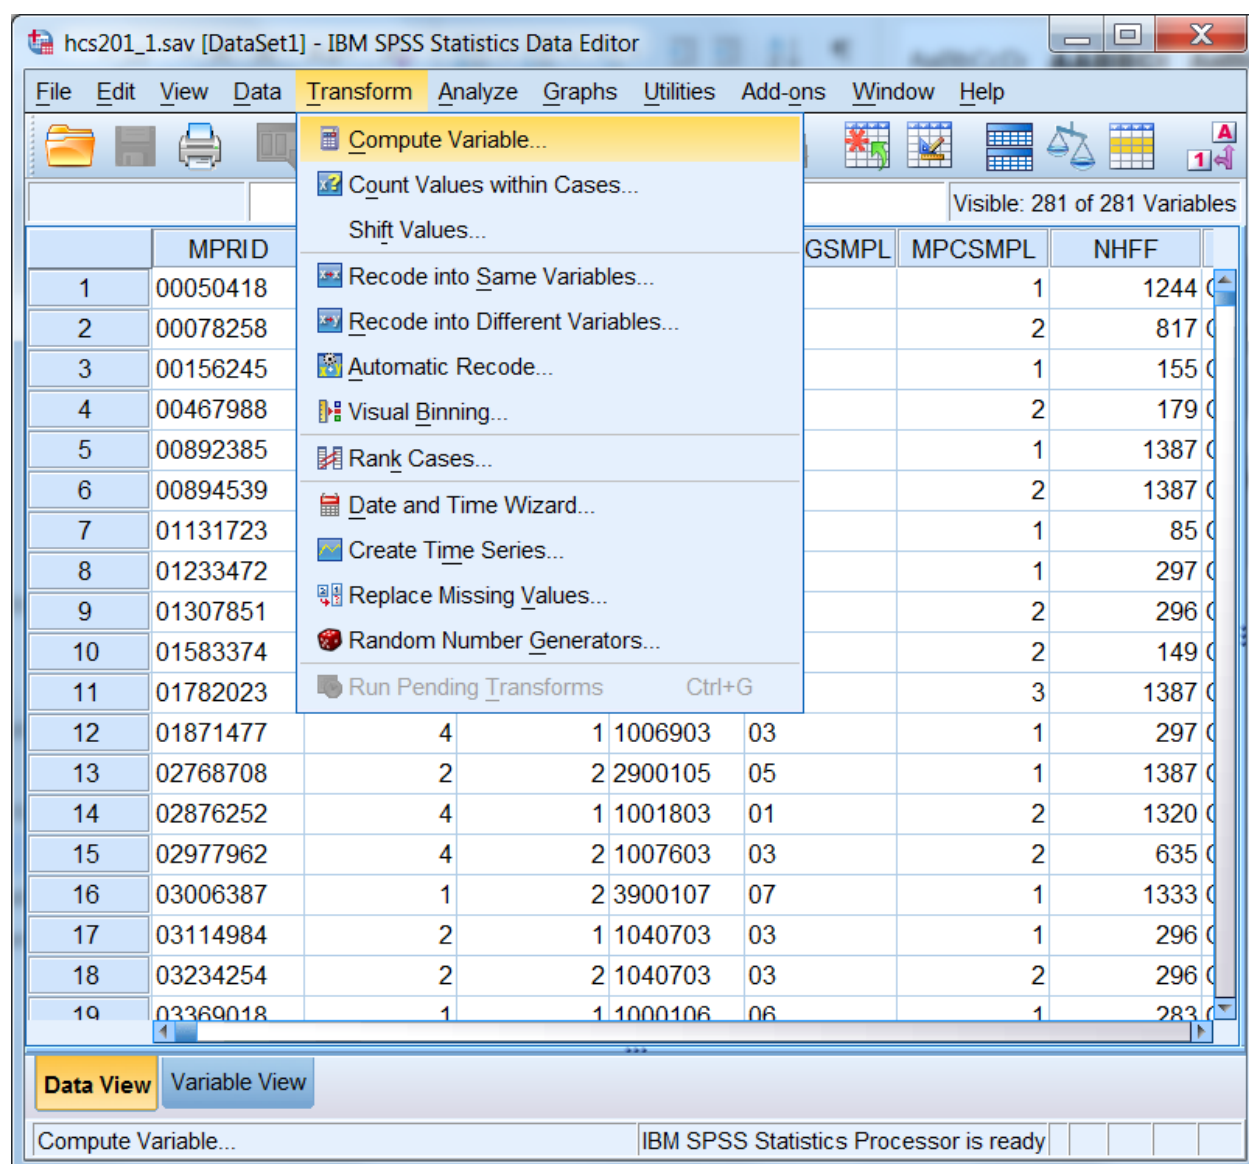 hcs201_1.sav [DataSet1] - IBM SPSS Statistics Data Editor
File Edit View Data Transform Analyze Graphs Utilities Add-ons Window Help
Compute Variable...
Count Values within Cases...
Shift Values...
Recode into Same Variables...
Recode into Different Variables...
Automatic Recode...
Visual Binning...
Rank Cases...
Date and Time Wizard...
Create Time Series...
Replace Missing Values...
Random Number Generators...
Run Pending Transforms Ctrl+G
Visible: 281 of 281 Variables
MPRID GSMPL MPCSMPL NHFF
1 00050418 1 1244
2 00078258 2 817
3 00156245 1 155
4 00467988 2 179
5 00892385 1 1387
6 00894539 2 1387
7 01131723 1 85
8 01233472 1 297
9 01307851 2 296
10 01583374 2 149
11 01782023 3 1387
12 01871477 4 1 1006903 03 1 297
13 02768708 2 2 2900105 05 1 1387
14 02876252 4 1 1001803 01 2 1320
15 02977962 4 2 1007603 03 2 635
16 03006387 1 2 3900107 07 1 1333
17 03114984 2 1 1040703 03 1 296
18 03234254 2 2 1040703 03 2 296
19 03369018 1 1 1000106 06 1 283
Data View Variable View
Compute Variable... IBM SPSS Statistics Processor is ready